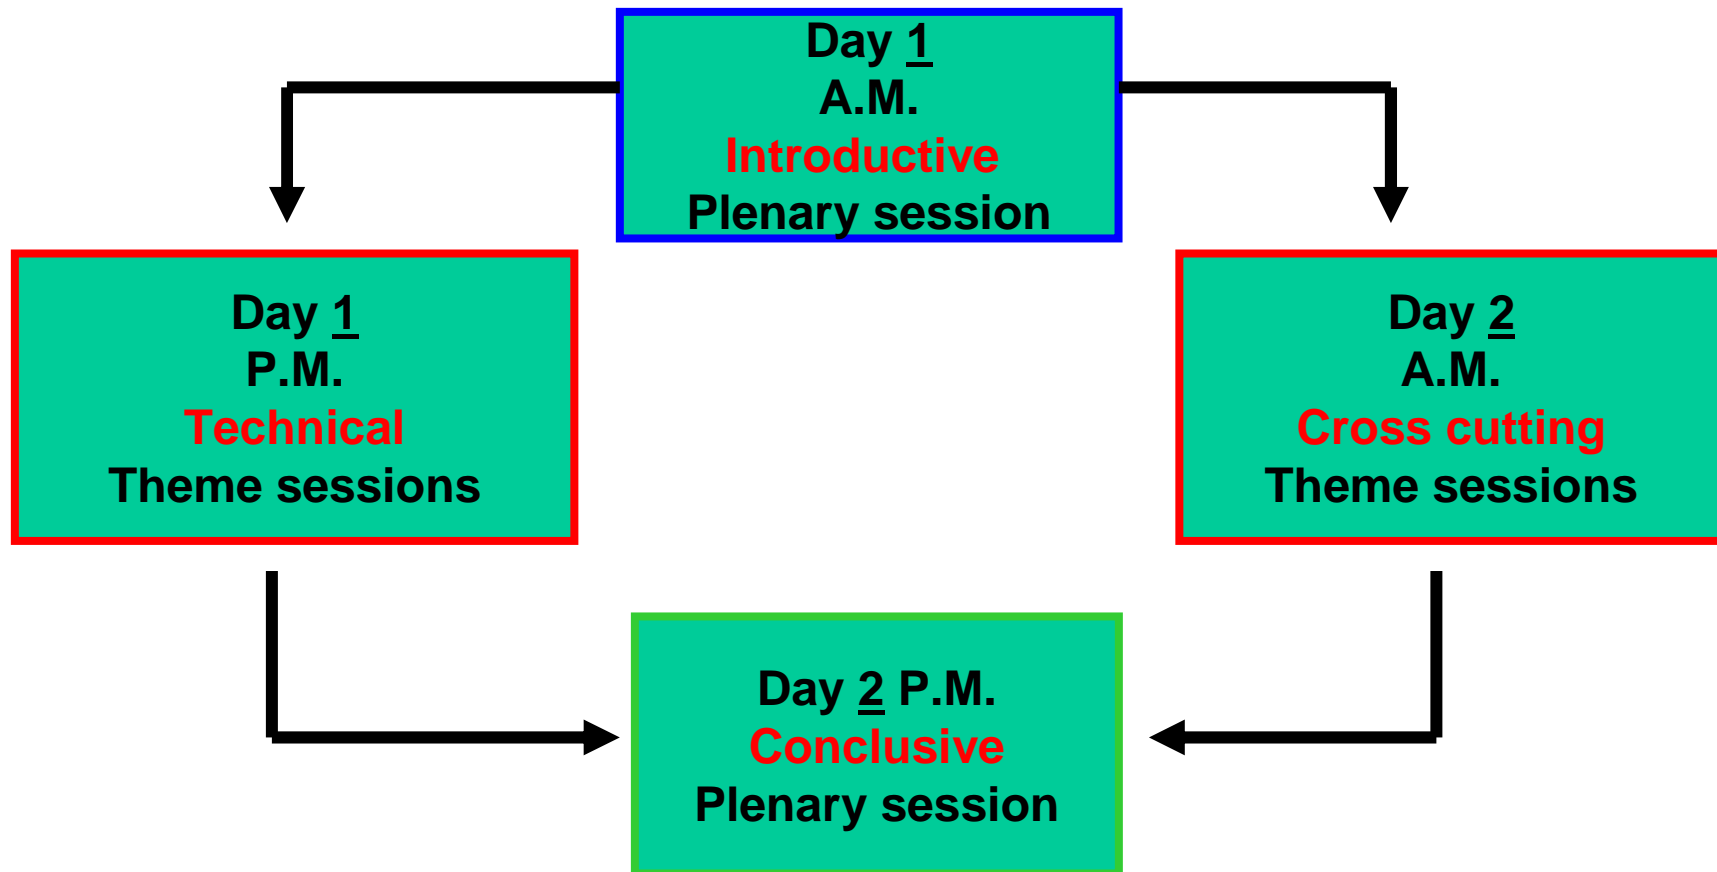 Day 1
A.M.
Introductive
Plenary session
Day 1
P.M.
Technical
Theme sessions
Day 2
A.M.
Cross cutting
Theme sessions
Day 2 P.M.
Conclusive
Plenary session